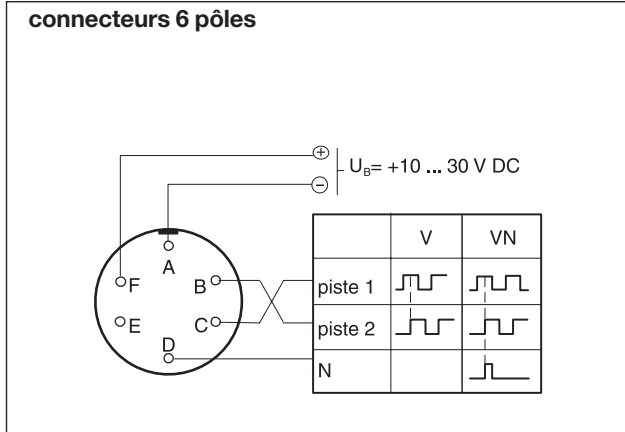 connecteurs 6 pôles
+
U_B= +10 ... 30 V DC
−
V VN
A
F B piste 1
E C piste 2
D
N